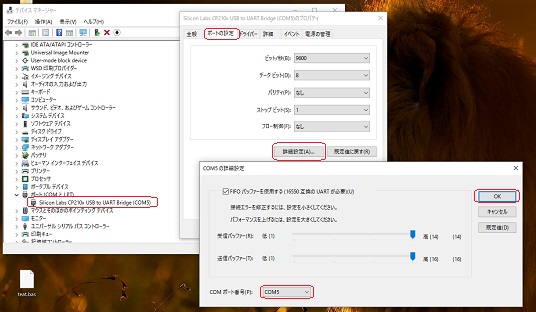 デバイス マネージャー
ファイル(F) 操作(A) 表示(V) ヘルプ(H)
IDE ATA/ATAPI コントローラー
Universal Image Mounter
User-mode block device
WSD 印刷プロバイダー
イメージング デバイス
オーディオの入力および出力
キーボード
コンピューター
サウンド、ビデオ、およびゲーム コントローラー
システム デバイス
ソフトウェア デバイス
ディスク ドライブ
ディスプレイ アダプター
ネットワーク アダプター
バッテリ
ヒューマン インターフェイス デバイス
プリンター
プロセッサ
ポータブル デバイス
ポート (COM と LPT)
Silicon Labs CP210x USB to UART Bridge (COM5)
マウスとそのほかのポインティング デバイス
モニター
ユニバーサル シリアル バス コントローラー
印刷キュー
記憶域コントローラー
teat.bas
Silicon Labs CP210x USB to UART Bridge (COM5)のプロパティ
全般 ポートの設定 ドライバー 詳細 イベント 電源の管理
ビット/秒(B): 9600
データ ビット(D): 8
パリティ(P): なし
ストップ ビット(S): 1
フロー制御(F): なし
詳細設定(A)... 既定値に戻す(R)
COM5 の詳細設定
FIFO バッファーを使用する (16550 互換の UART が必要)(U)
OK
接続エラーを修正するには、設定を小さくしてください。
キャンセル
パフォーマンスを上げるには、設定を大きくしてください。
既定値(D)
受信バッファー(R): 低 (1) 高 (14) (14)
送信バッファー(T): 低 (1) 高 (16) (16)
COM ポート番号(P): COM5